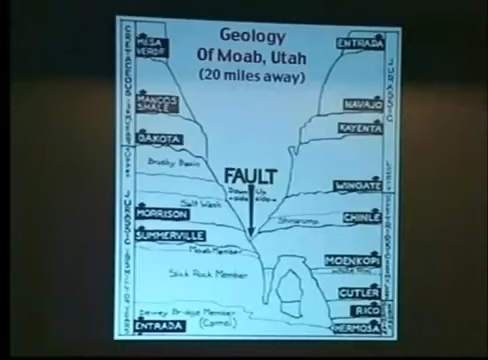 Geology
Of Moab, Utah
(20 miles away)
MESA
VERDE
MANCOS
SHALE
DAKOTA
Brushy Basin
Salt Wash
MORRISON
SUMMERVILLE
Moab Member
Slick Rock Member
Dewey Bridge Member
(Carmel)
ENTRADA
FAULT
Down
side
Up
side
ENTRADA
NAVAJO
KAYENTA
WINGATE
CHINLE
Shinarump
MOENKOPI
CUTLER
RICO
HERMOSA
JURASSIC